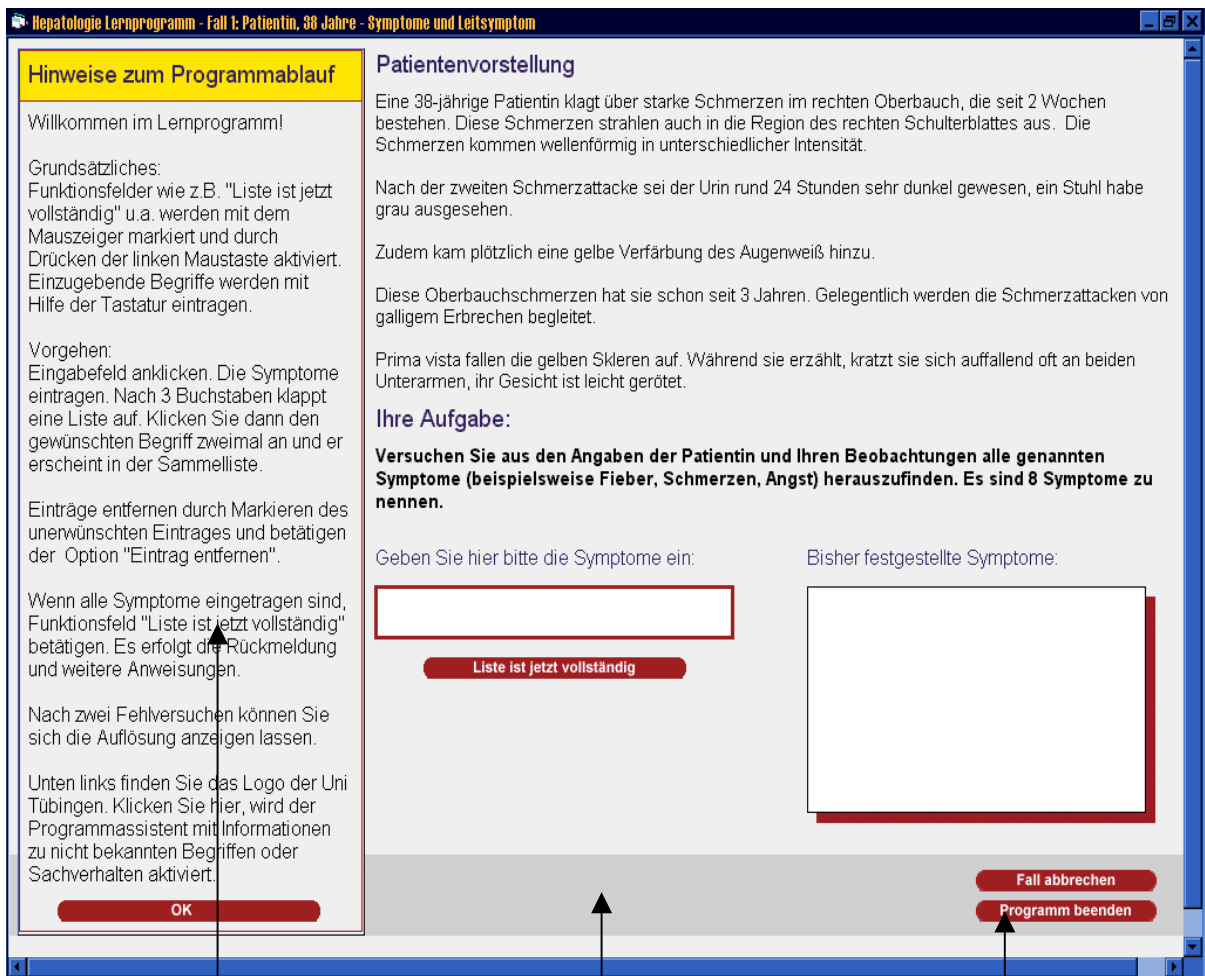 Hepatologie Lernprogramm - Fall 1: Patientin, 38 Jahre - Symptome und Leitsymptom
Hinweise zum Programmablauf
Willkommen im Lernprogramm!
Grundsätzliches:
Funktionsfelder wie z.B. "Liste ist jetzt
vollständig" u.a. werden mit dem
Mauszeiger markiert und durch
Drücken der linken Maustaste aktiviert.
Einzugebende Begriffe werden mit
Hilfe der Tastatur eintragen.
Vorgehen:
Eingabefeld anklicken. Die Symptome
eintragen. Nach 3 Buchstaben klappt
eine Liste auf. Klicken Sie dann den
gewünschten Begriff zweimal an und er
erscheint in der Sammelliste.
Einträge entfernen durch Markieren des
unerwünschten Eintrages und betätigen
der Option "Eintrag entfernen".
Wenn alle Symptome eingetragen sind,
Funktionsfeld "Liste ist jetzt vollständig"
betätigen. Es erfolgt die Rückmeldung
und weitere Anweisungen.
Nach zwei Fehlversuchen können Sie
sich die Auflösung anzeigen lassen.
Unten links finden Sie das Logo der Uni
Tübingen. Klicken Sie hier, wird der
Programmassistent mit Informationen
zu nicht bekannten Begriffen oder
Sachverhalten aktiviert.
OK
Patientenvorstellung
Eine 38-jährige Patientin klagt über starke Schmerzen im rechten Oberbauch, die seit 2 Wochen
bestehen. Diese Schmerzen strahlen auch in die Region des rechten Schulterblattes aus. Die
Schmerzen kommen wellenförmig in unterschiedlicher Intensität.
Nach der zweiten Schmerzattacke sei der Urin rund 24 Stunden sehr dunkel gewesen, ein Stuhl habe
grau ausgesehen.
Zudem kam plötzlich eine gelbe Verfärbung des Augenweiß hinzu.
Diese Oberbauchschmerzen hat sie schon seit 3 Jahren. Gelegentlich werden die Schmerzattacken von
galligem Erbrechen begleitet.
Prima vista fallen die gelben Skleren auf. Während sie erzählt, kratzt sie sich auffallend oft an beiden
Unterarmen, ihr Gesicht ist leicht gerötet.
Ihre Aufgabe:
Versuchen Sie aus den Angaben der Patientin und Ihren Beobachtungen alle genannten
Symptome (beispielsweise Fieber, Schmerzen, Angst) herauszufinden. Es sind 8 Symptome zu
nennen.
Geben Sie hier bitte die Symptome ein:
Bisher festgestellte Symptome:
Liste ist jetzt vollständig
Fall abbrechen
Programm beenden